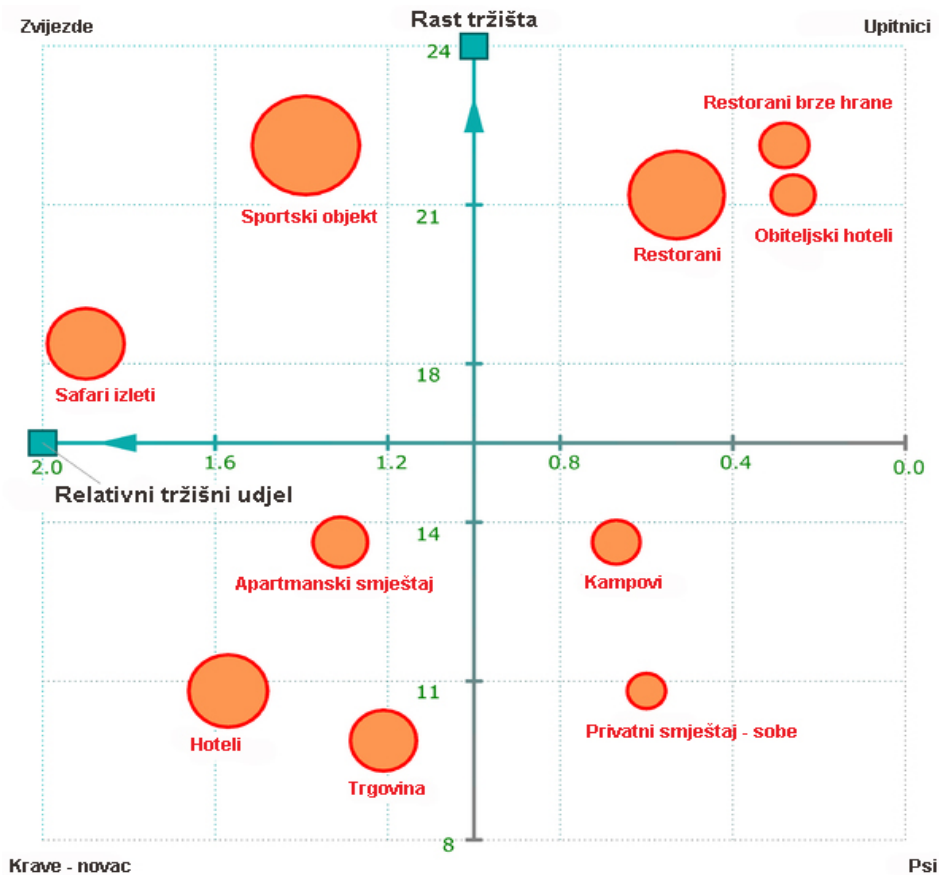 Zvijezde
Rast tržišta
Upitnici
24
Restorani brze hrane
Sportski objekt
21
Obiteljski hoteli
Restorani
18
Safari izleti
2.0
1.6
1.2
0.8
0.4
0.0
Relativni tržišni udjel
14
Apartmanski smještaj
Kampovi
11
Hoteli
Privatni smještaj - sobe
Trgovina
8
Krave - novac
Psi